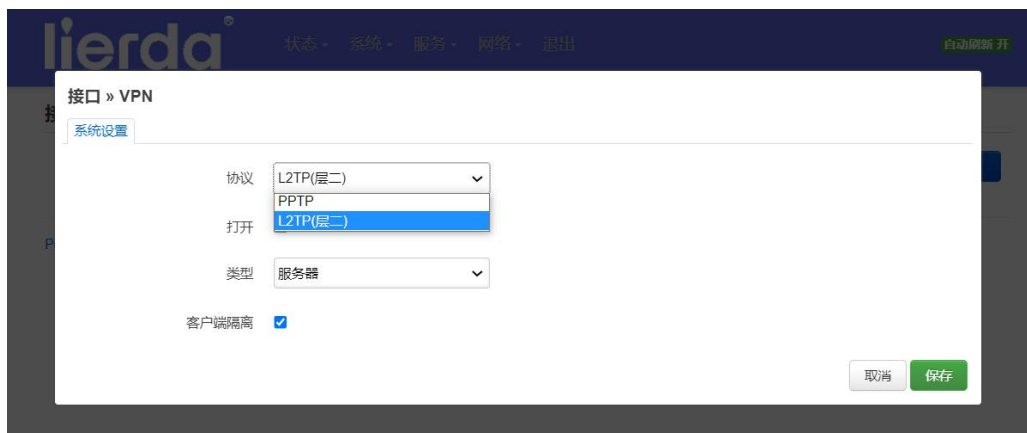 lierda®
状态 系统 服务 网络 退出
自动刷新 开
接口 » VPN
系统设置
协议 L2TP(层二)
PPTP
L2TP(层二)
打开
类型 服务器
客户端隔离
取消 保存